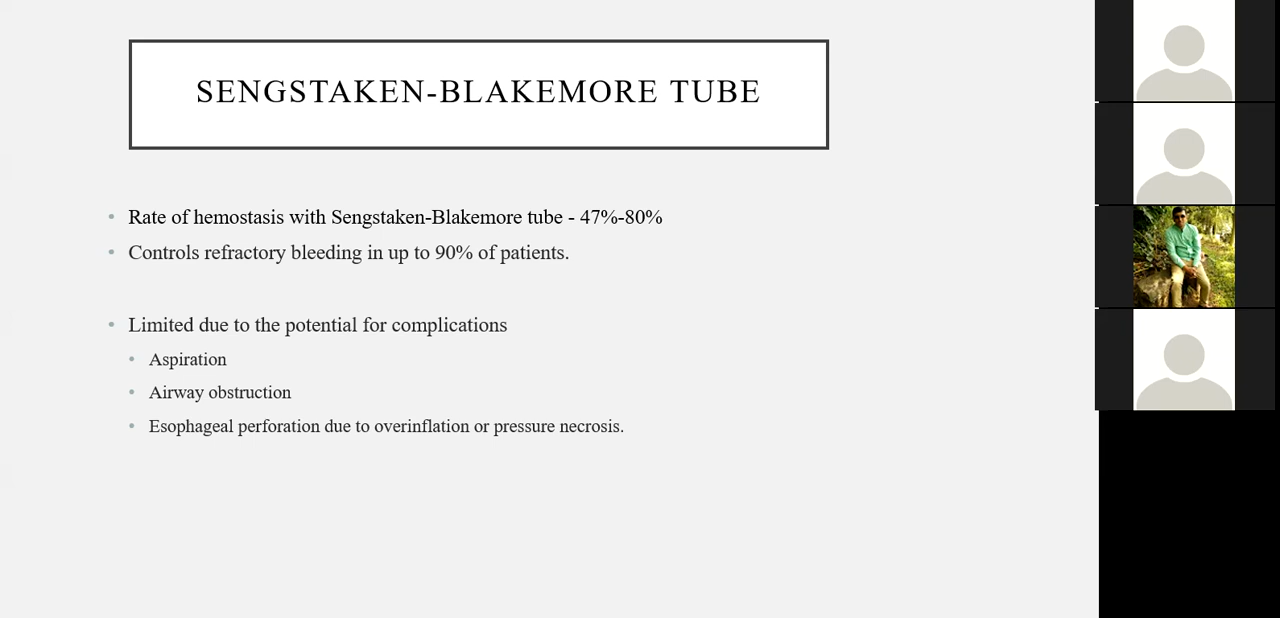 SENGSTAKEN-BLAKEMORE TUBE
• Rate of hemostasis with Sengstaken-Blakemore tube - 47%-80%
• Controls refractory bleeding in up to 90% of patients.
• Limited due to the potential for complications
• Aspiration
• Airway obstruction
• Esophageal perforation due to overinflation or pressure necrosis.